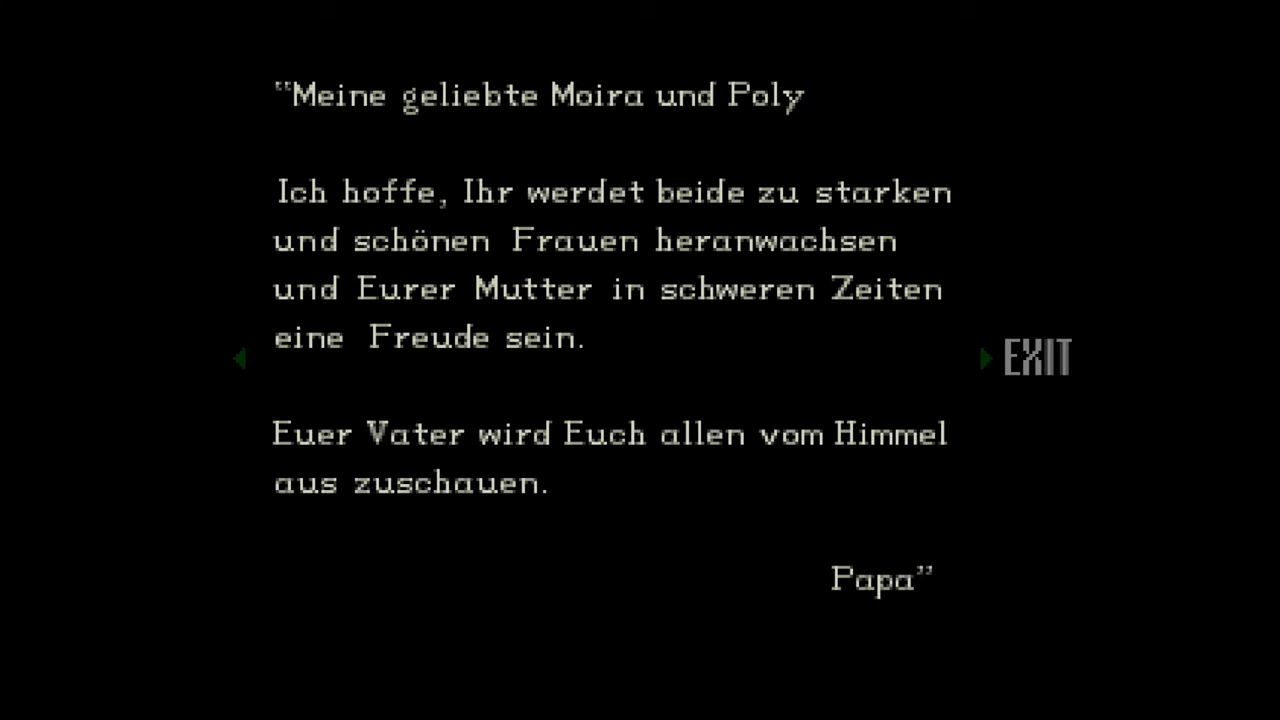 "Meine geliebte Moira und Poly
Ich hoffe, Ihr werdet beide zu starken
und schönen Frauen heranwachsen
und Eurer Mutter in schweren Zeiten
eine Freude sein.
EXIT
Euer Vater wird Euch allen vom Himmel
aus zuschauen.
Papa"